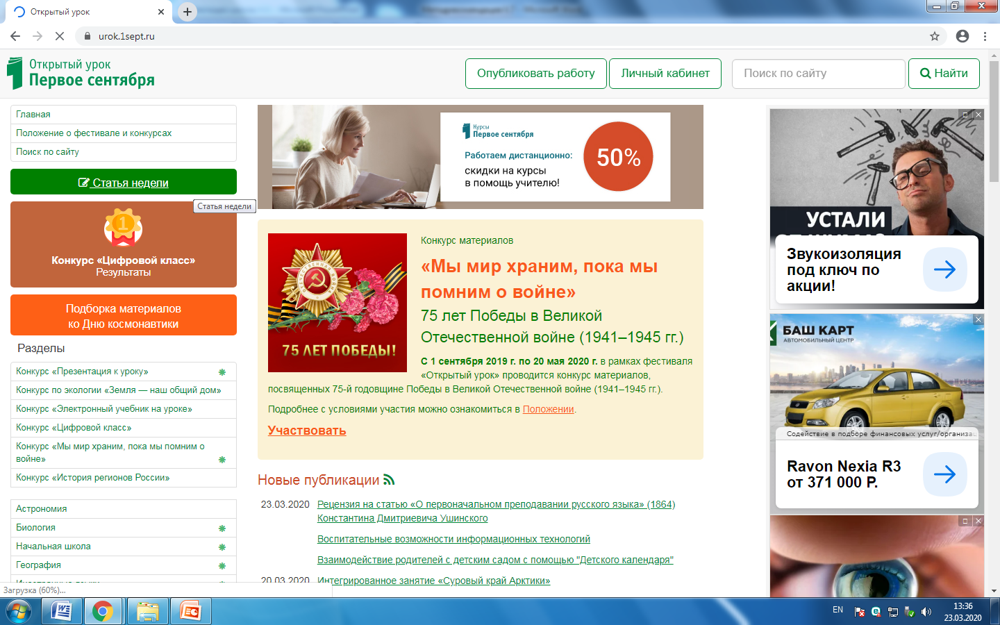 Открытый урок
urok.1sept.ru
Открытый урок
Первое сентября
Опубликовать работу
Личный кабинет
Поиск по сайту
Найти
Главная
Положение о фестивале и конкурсах
Поиск по сайту
Статья недели
Статья недели
1
Конкурс «Цифровой класс»
Результаты
Подборка материалов
ко Дню космонавтики
Разделы
Конкурс «Презентация к уроку»
Конкурс по экологии «Земля — наш общий дом»
Конкурс «Электронный учебник на уроке»
Конкурс «Цифровой класс»
Конкурс «Мы мир храним, пока мы помним о
войне»
Конкурс «История регионов России»
Астрономия
Биология
Начальная школа
География
Иностранные языки
Загрузка (60%)...
Курсы
Первое сентября
Работаем дистанционно:
скидки на курсы
в помощь учителю!
50%
ОТЕЧЕСТВЕННАЯ ВОЙНА
75 ЛЕТ ПОБЕДЫ!
Конкурс материалов
«Мы мир храним, пока мы
помним о войне»
75 лет Победы в Великой
Отечественной войне (1941–1945 гг.)
С 1 сентября 2019 г. по 20 мая 2020 г. в рамках фестиваля
«Открытый урок» проводится конкурс материалов,
посвященных 75-й годовщине Победы в Великой Отечественной войне (1941–1945 гг.).
Подробнее с условиями участия можно ознакомиться в Положении.
Участвовать
Новые публикации
23.03.2020 Рецензия на статью «О первоначальном преподавании русского языка» (1864)
Константина Дмитриевича Ушинского
Воспитательные возможности информационных технологий
Взаимодействие родителей с детским садом с помощью "Детского календаря"
20.03.2020 Интегрированное занятие «Суровый край Арктики»
УСТАЛИ
Звукоизоляция
под ключ по
акции!
БАШ КАРТ
АВТОМОБИЛЬНЫЙ ЦЕНТР
Содействие в подборе финансовых услуг/организац
Ravon Nexia R3
от 371 000 Р.
EN
13:36
23.03.2020